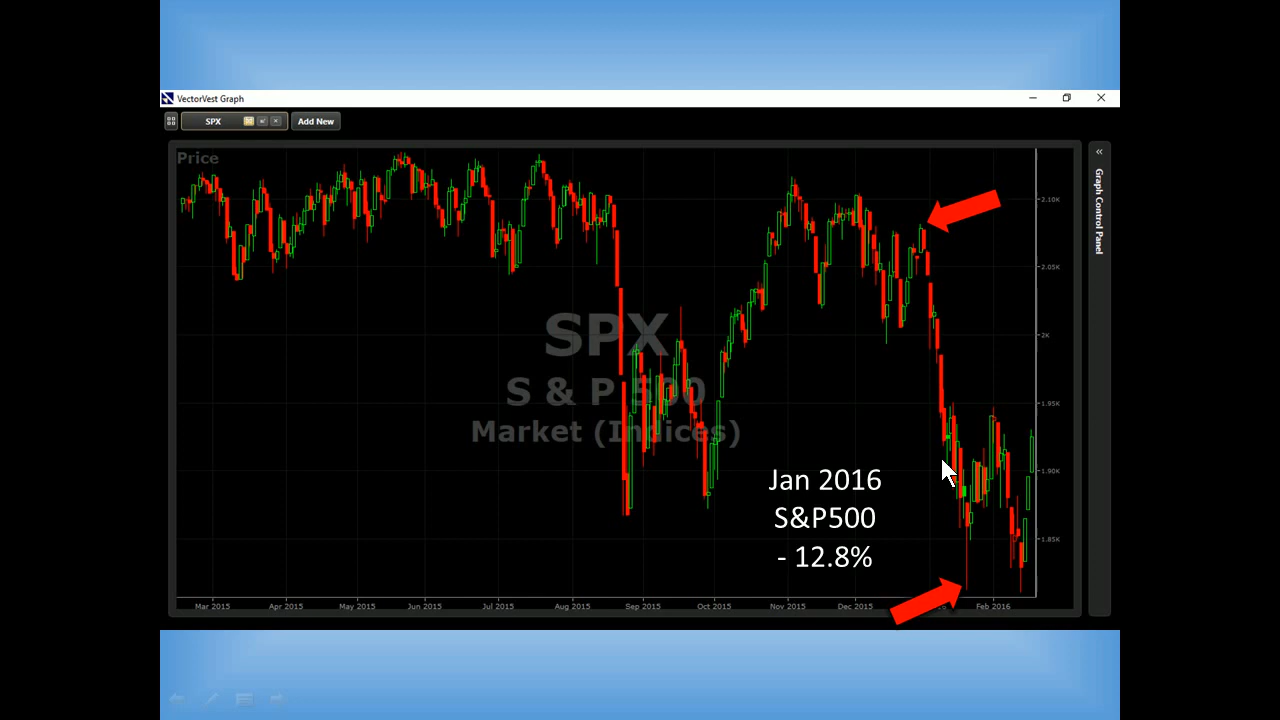 VectorVest Graph
SPX
Add New
Price
Graph Control Panel
2.10K
2.05K
2K
1.95K
1.90K
1.85K
SPX
S & P 500
Market (Indices)
Jan 2016
S&P500
- 12.8%
Mar 2015 Apr 2015 May 2015 Jun 2015 Jul 2015 Aug 2015 Sep 2015 Oct 2015 Nov 2015 Dec 2015 Feb 2016